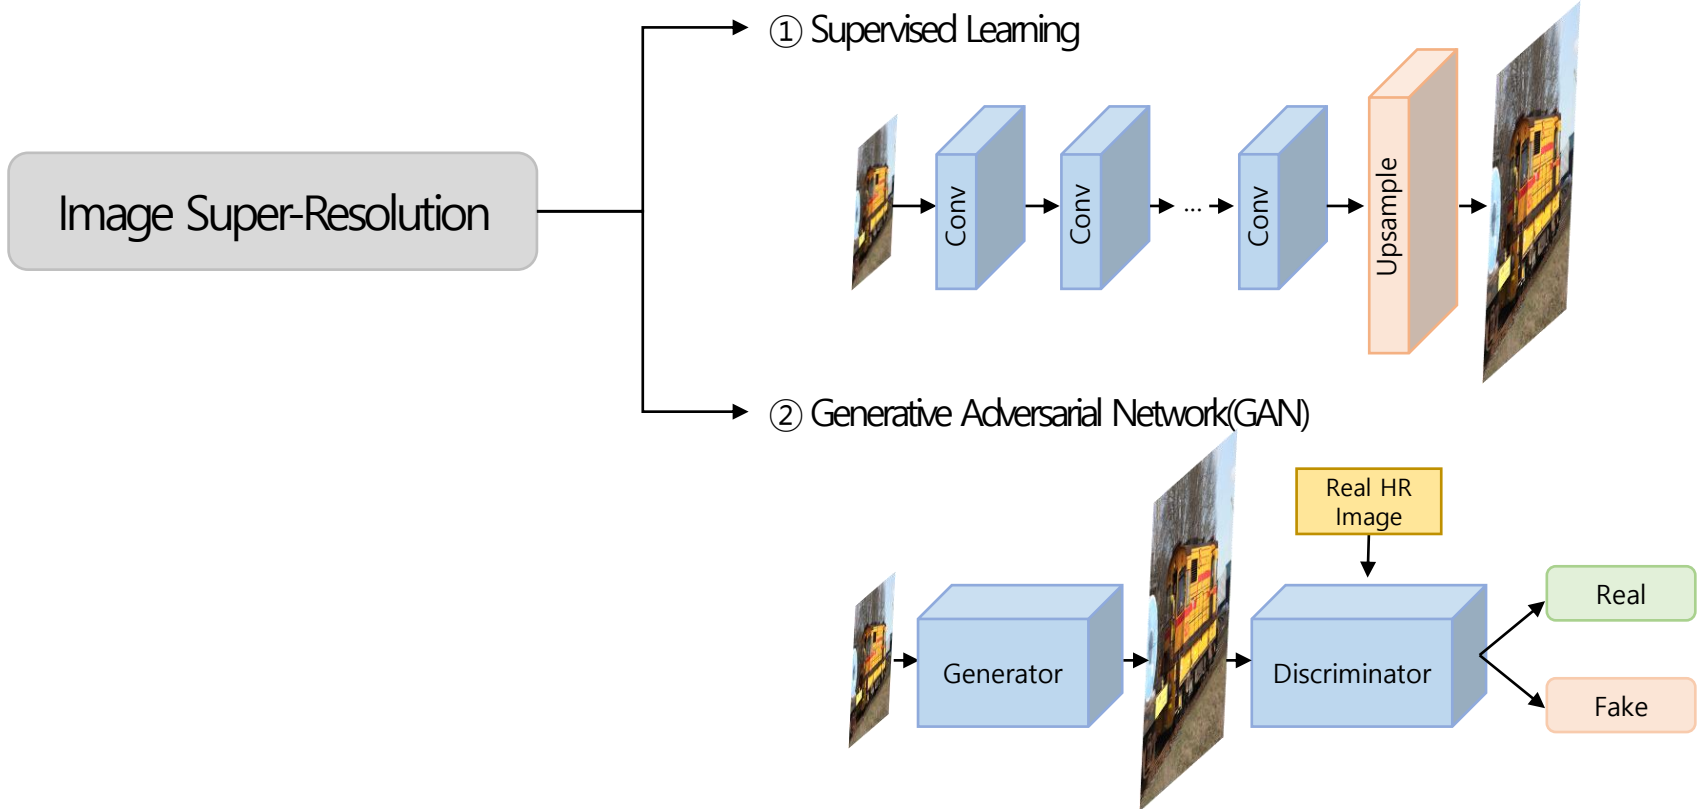 ① Supervised Learning
Image Super-Resolution
Conv
Conv
...
Conv
Upsample
② Generative Adversarial Network(GAN)
Real HR
Image
Generator
Discriminator
Real
Fake